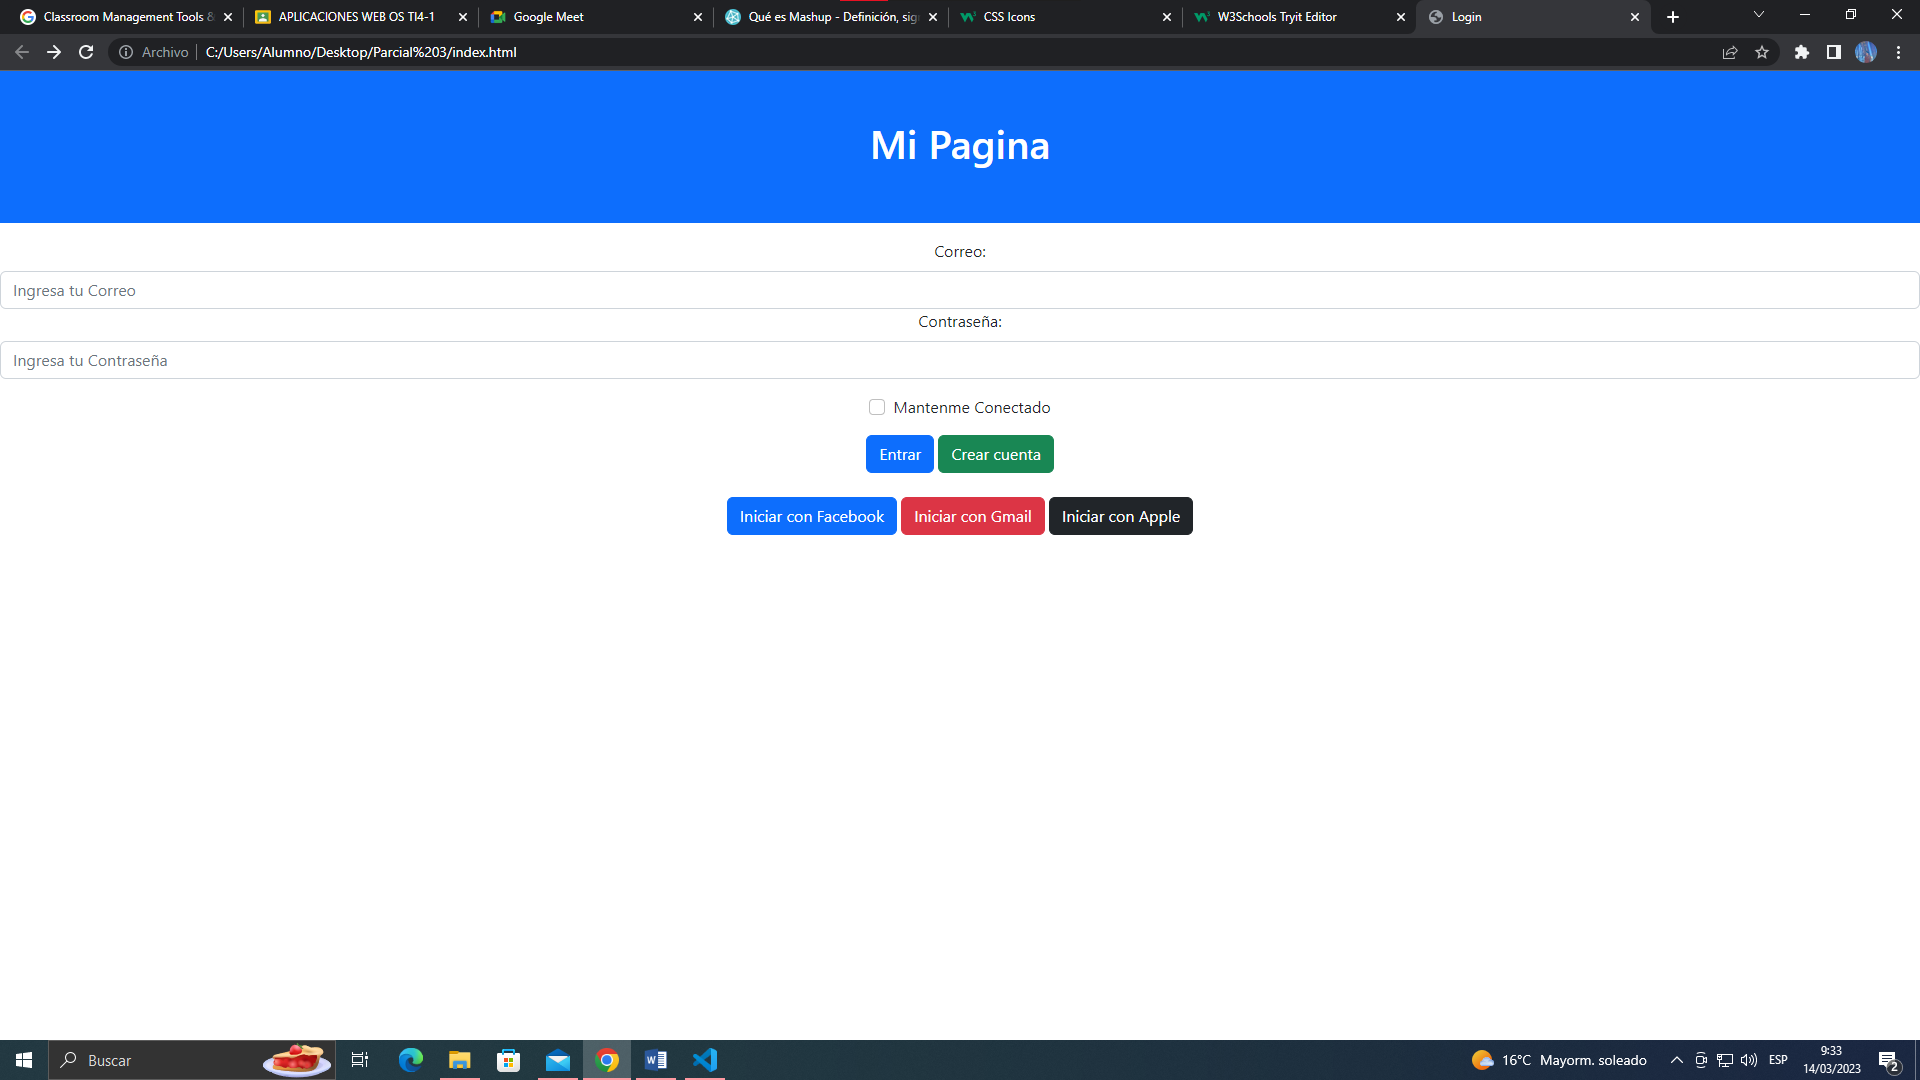 Classroom Management Tools &
APLICACIONES WEB OS TI4-1
Google Meet
Qué es Mashup - Definición, sig
CSS Icons
W3Schools Tryit Editor
Login
Archivo
C:/Users/Alumno/Desktop/Parcial%203/index.html
Mi Pagina
Correo:
Ingresa tu Correo
Contraseña:
Ingresa tu Contraseña
Mantenme Conectado
Entrar Crear cuenta
Iniciar con Facebook Iniciar con Gmail Iniciar con Apple
Buscar
16°C Mayorm. soleado
ESP
9:33
14/03/2023
2